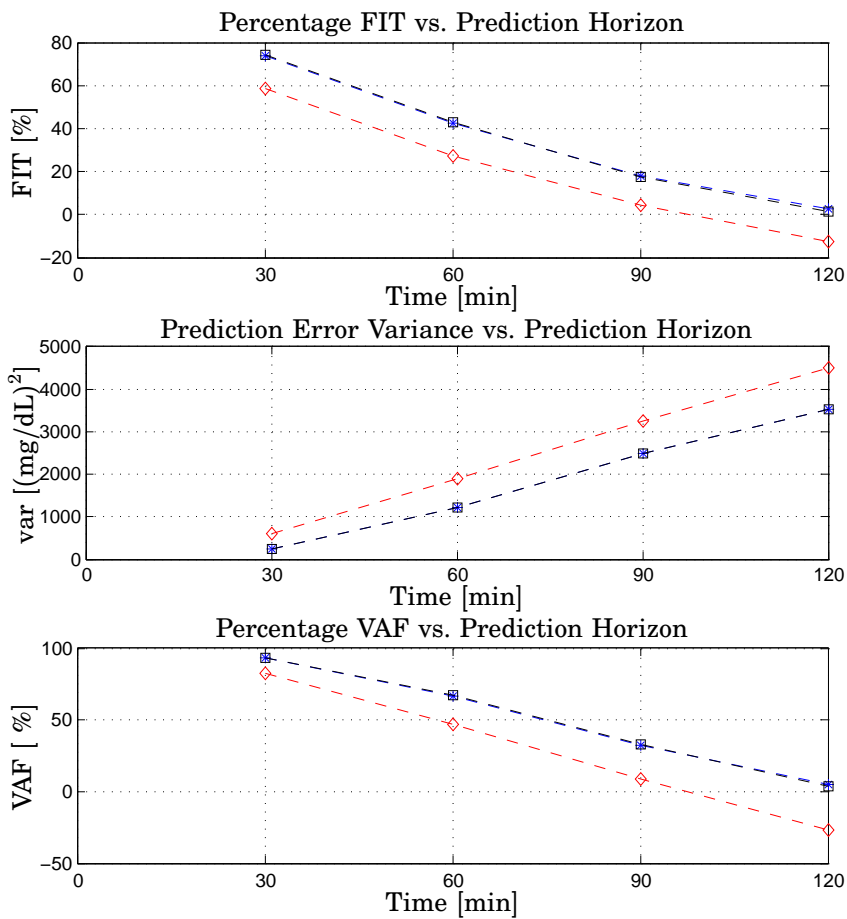 Percentage FIT vs. Prediction Horizon
FIT [%]
80
60
40
20
0
−20
0 30 60 90 120
Time [min]
Prediction Error Variance vs. Prediction Horizon
var [(mg/dL)²]
5000
4000
3000
2000
1000
0
0 30 60 90 120
Time [min]
Percentage VAF vs. Prediction Horizon
VAF [ %]
100
50
0
−50
0 30 60 90 120
Time [min]